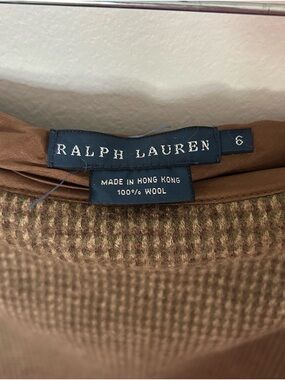 RALPH LAUREN 6
MADE IN HONG KONG
100% WOOL